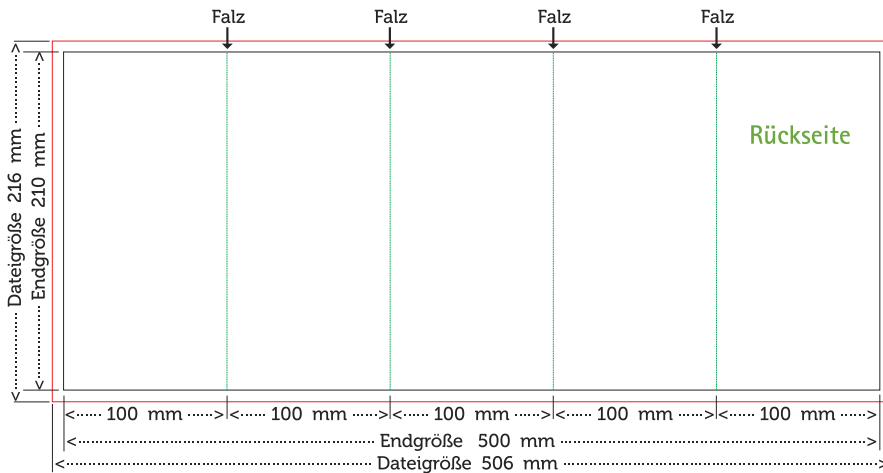 Falz Falz Falz Falz
Rückseite
Dateigröße 216 mm
Endgröße 210 mm
100 mm 100 mm 100 mm 100 mm 100 mm
Endgröße 500 mm
Dateigröße 506 mm